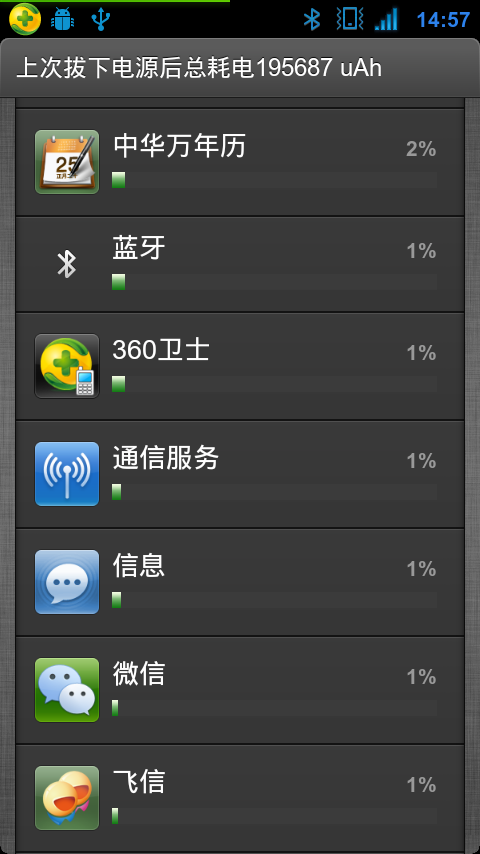 14:57
上次拔下电源后总耗电195687 uAh
中华万年历
2%
25
蓝牙
1%
360卫士
1%
通信服务
1%
信息
1%
微信
1%
飞信
1%